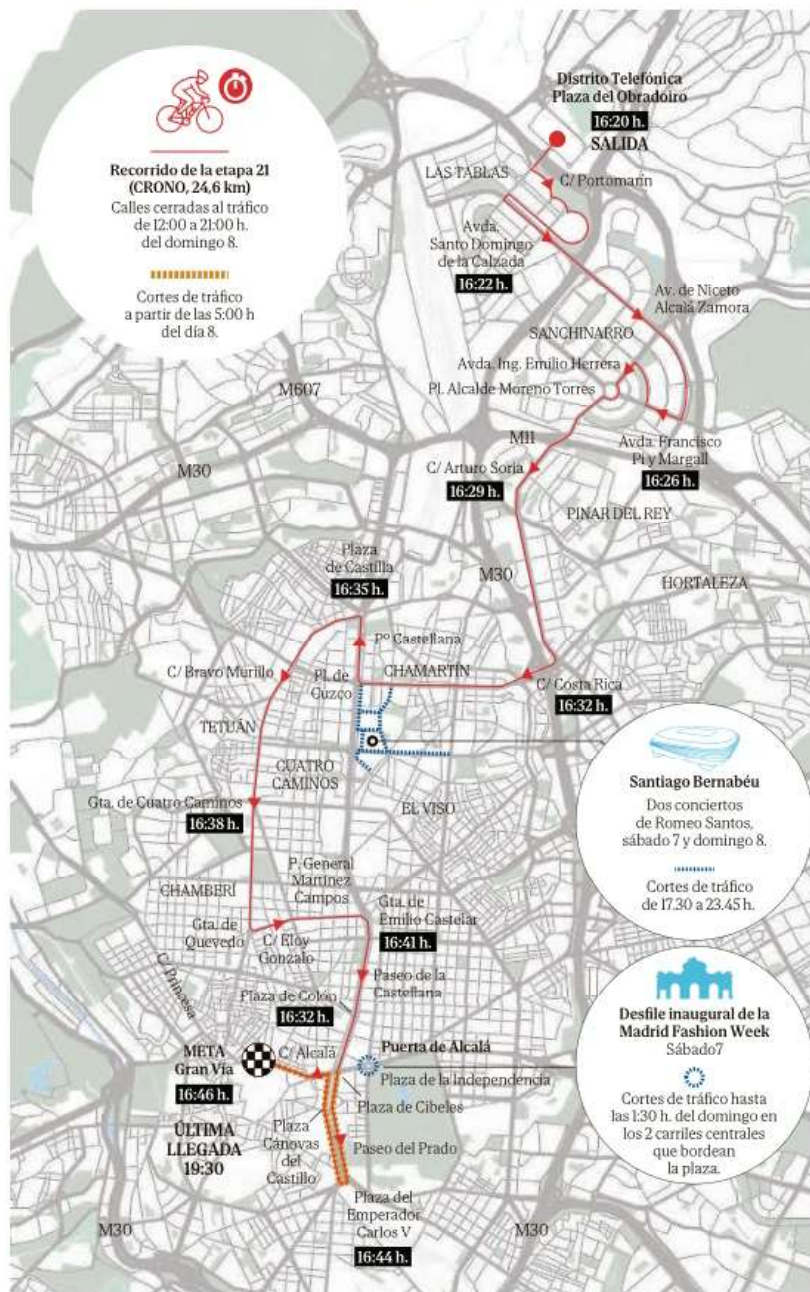 Recorrido de la etapa 21
(CRONO, 24,6 km)
Calles cerradas al tráfico
de 12:00 a 21:00 h.
del domingo 8.
Cortes de tráfico
a partir de las 5:00 h
del día 8.
Distrito Telefónica
Plaza del Obradoiro
16:20 h.
SALIDA
LAS TABLAS
C/ Portomarín
Avda.
Santo Domingo
de la Calzada
16:22 h.
Av. de Niceto
Alcalá Zamora
SANCHINARRO
Avda. Ing. Emilio Herrera
Pl. Alcalde Moreno Torres
M607
M11
Avda. Francisco
Pi y Margall
16:26 h.
M30
C/ Arturo Soria
16:29 h.
PINAR DEL REY
Plaza
de Castilla
16:35 h.
M30
HORTALEZA
Pº Castellana
C/ Bravo Murillo
Pl. de
Cuzco
CHAMARTÍN
C/ Costa Rica
16:32 h.
TETUÁN
CUATRO
CAMINOS
Santiago Bernabéu
Dos conciertos
de Romeo Santos,
sábado 7 y domingo 8.
Cortes de tráfico
de 17.30 a 23.45 h.
Gta. de Cuatro Caminos
16:38 h.
EL VISO
P. General
Martínez
Campos
CHAMBERÍ
Gta. de
Quevedo
C/ Eloy
Gonzalo
Gta. de
Emilio Castelar
16:41 h.
C/ Princesa
Paseo de la
Castellana
Plaza de Colón
16:32 h.
Desfile inaugural de la
Madrid Fashion Week
Sábado7
Cortes de tráfico hasta
las 1:30 h. del domingo en
los 2 carriles centrales
que bordean
la plaza.
META
Gran Vía
16:46 h.
C/ Alcalá
Puerta de Alcalá
Plaza de la Independencia
Plaza de Cibeles
ÚLTIMA
LLEGADA
19:30
Plaza
Cánovas
del
Castillo
Paseo del Prado
Plaza del
Emperador
Carlos V
16:44 h.
M30
M30